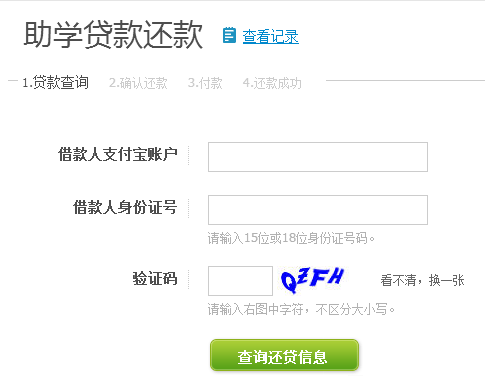 助学贷款还款 查看记录
1.贷款查询 2.确认还款 3.付款 4.还款成功
借款人支付宝账户
借款人身份证号
请输入15位或18位身份证号码。
验证码 QZFH 看不清，换一张
请输入右图中字符，不区分大小写。
查询还贷信息